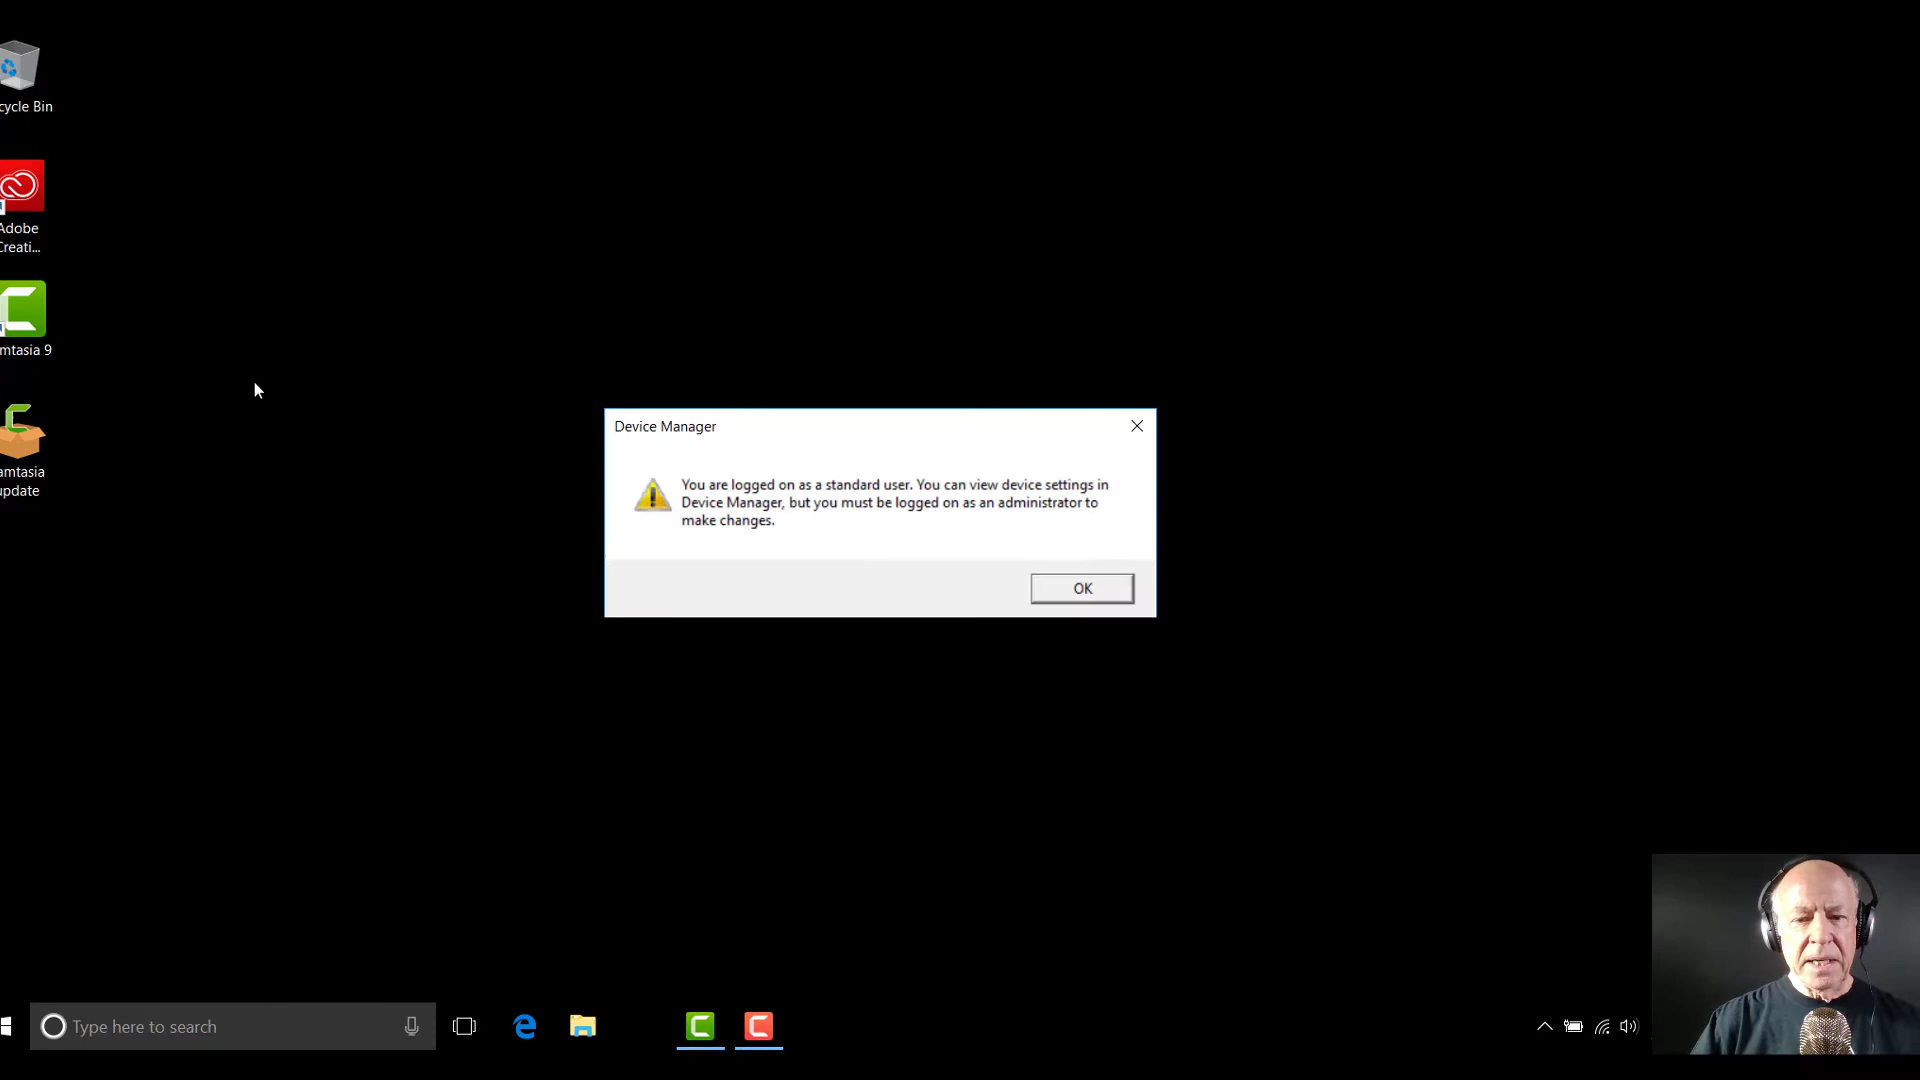 cycle Bin
Adobe
Creati...
mtasia 9
amtasia
update
Device Manager
You are logged on as a standard user. You can view device settings in
Device Manager, but you must be logged on as an administrator to
make changes.
OK
Type here to search